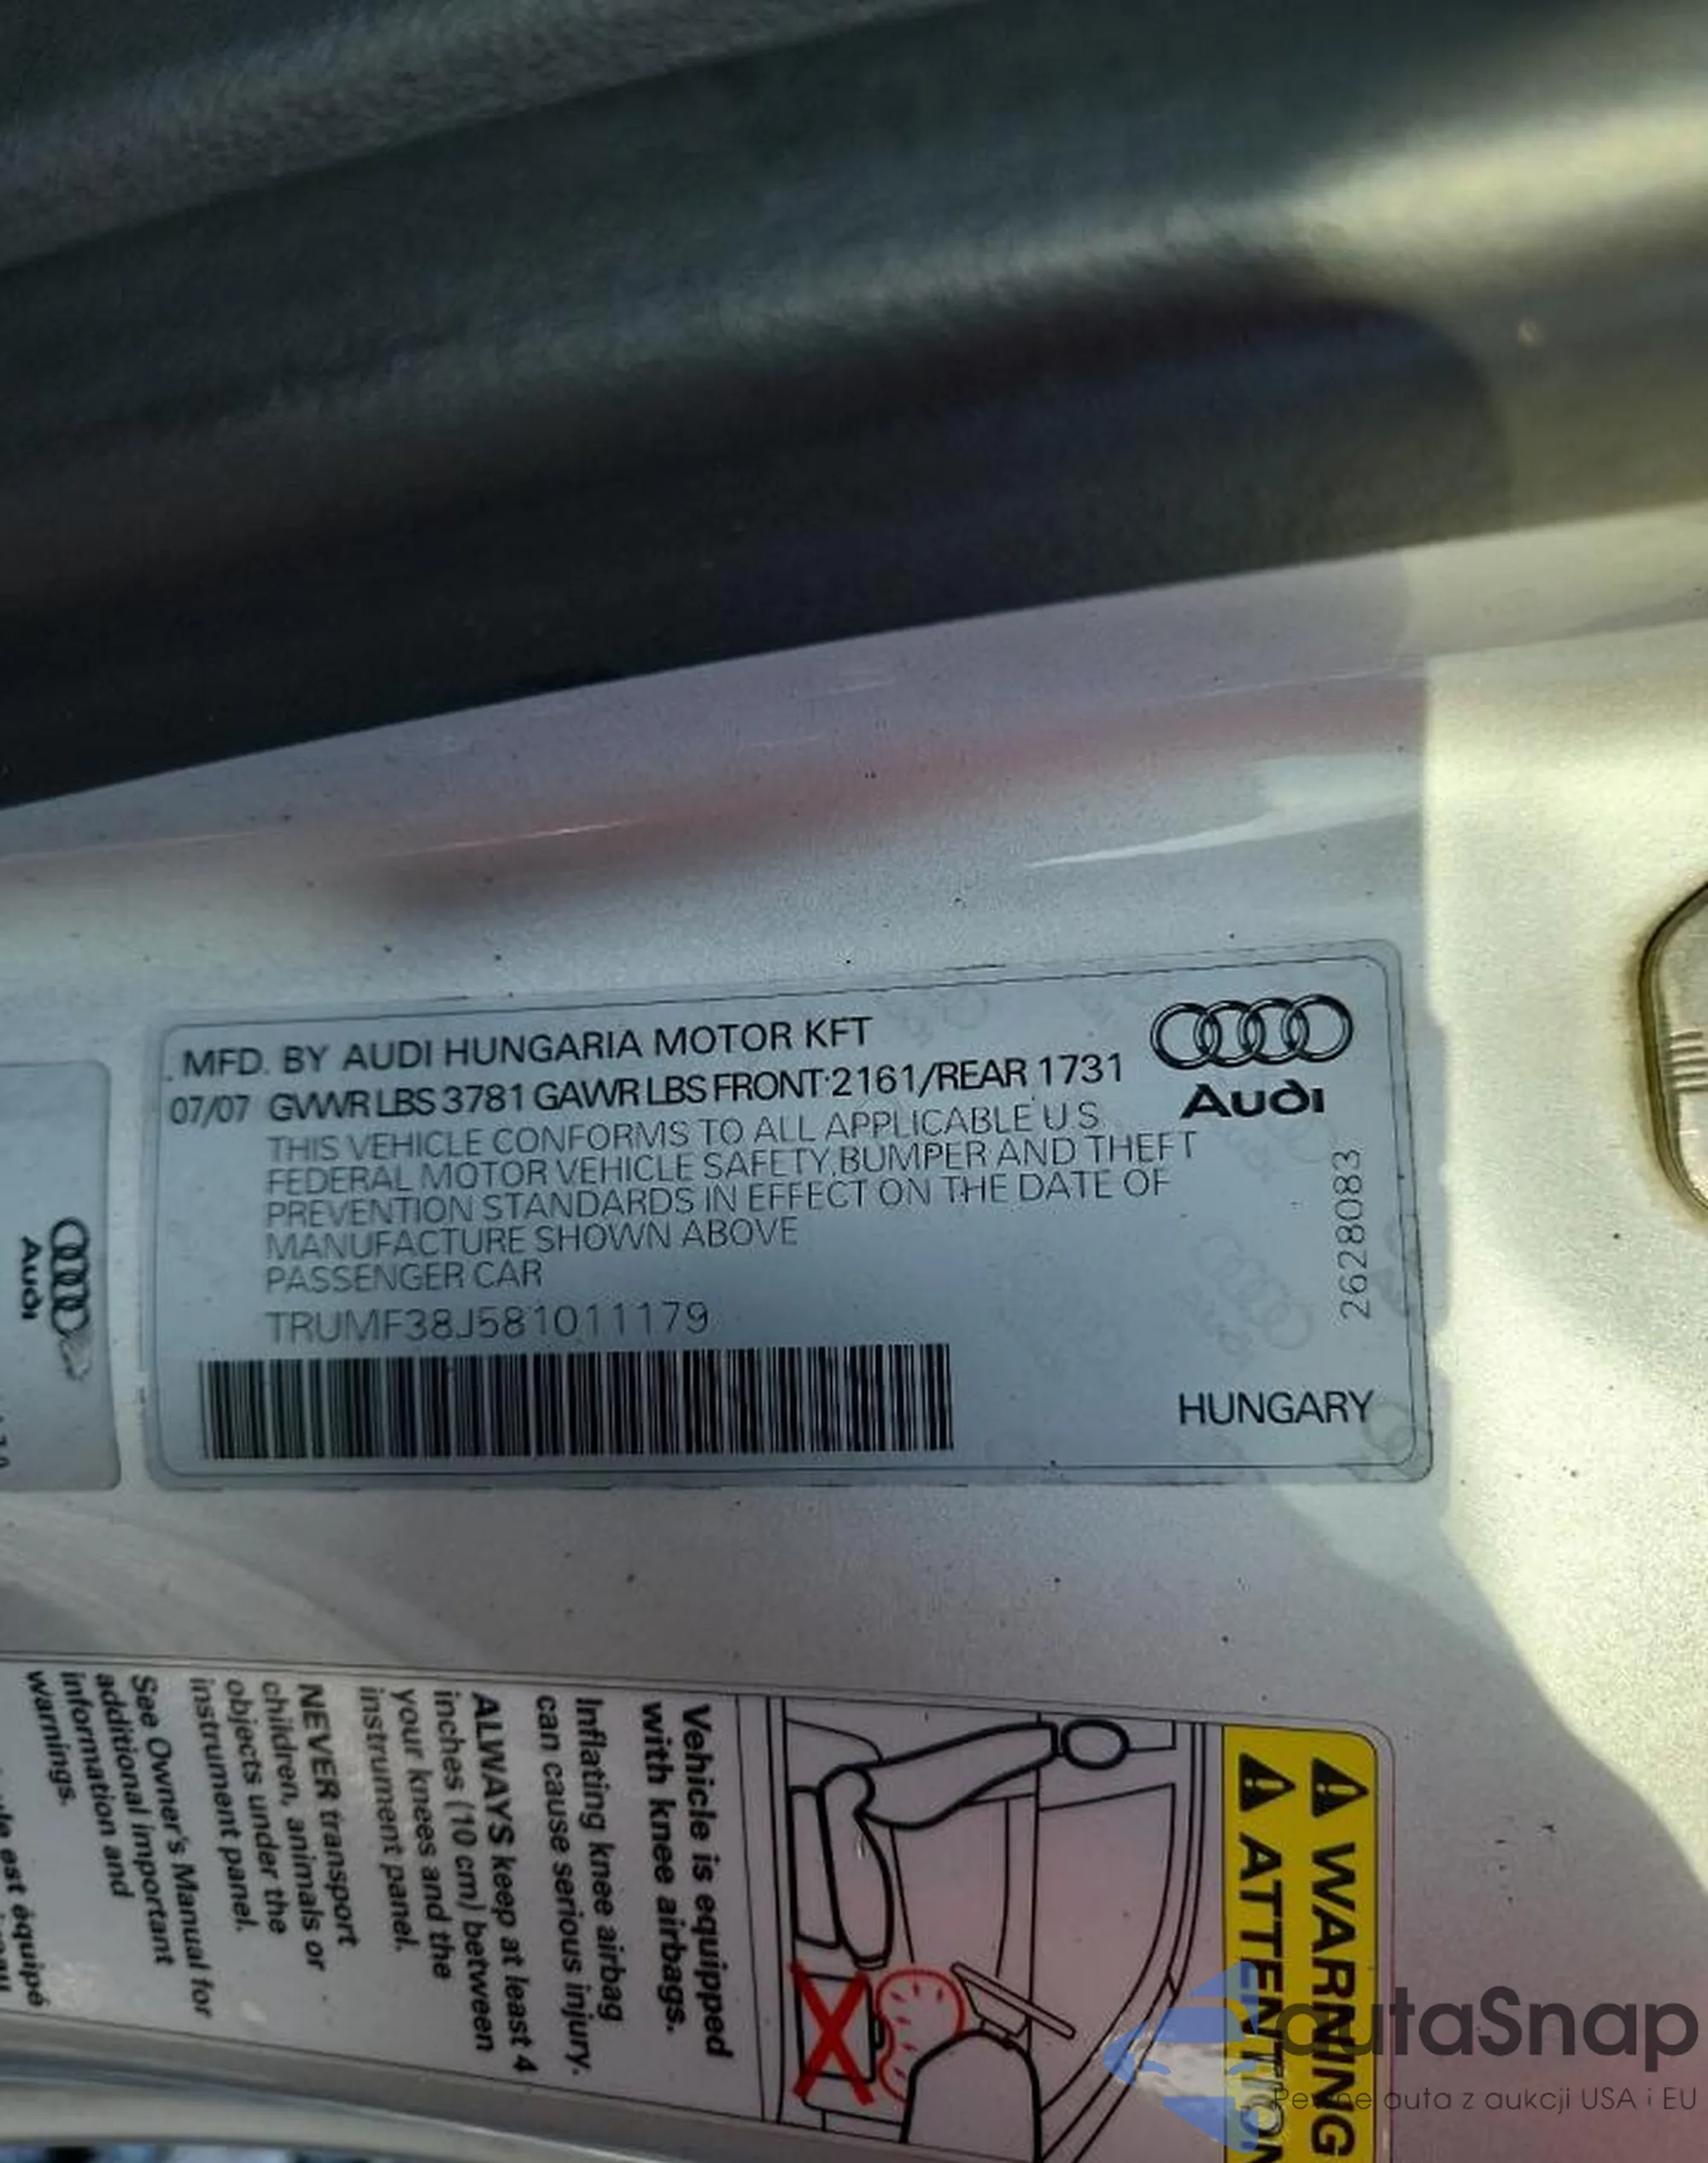 MFD. BY AUDI HUNGARIA MOTOR KFT
07/07 GVWR LBS 3781 GAWR LBS FRONT 2161/REAR 1731
THIS VEHICLE CONFORMS TO ALL APPLICABLE U S
FEDERAL MOTOR VEHICLE SAFETY, BUMPER AND THEFT
PREVENTION STANDARDS IN EFFECT ON THE DATE OF
MANUFACTURE SHOWN ABOVE
PASSENGER CAR
TRUMF38J581011179
Audi
2628083
HUNGARY
Audi
WARNING
ATTENTION
Vehicle is equipped
with knee airbags.
Inflating knee airbag
can cause serious injury.
ALWAYS keep at least 4
inches (10 cm) between
your knees and the
instrument panel.
NEVER transport
children, animals or
objects under the
instrument panel.
See Owner's Manual for
additional important
information and
warnings.
est équipé
autaSnap
Pewne auta z aukcji USA i EU